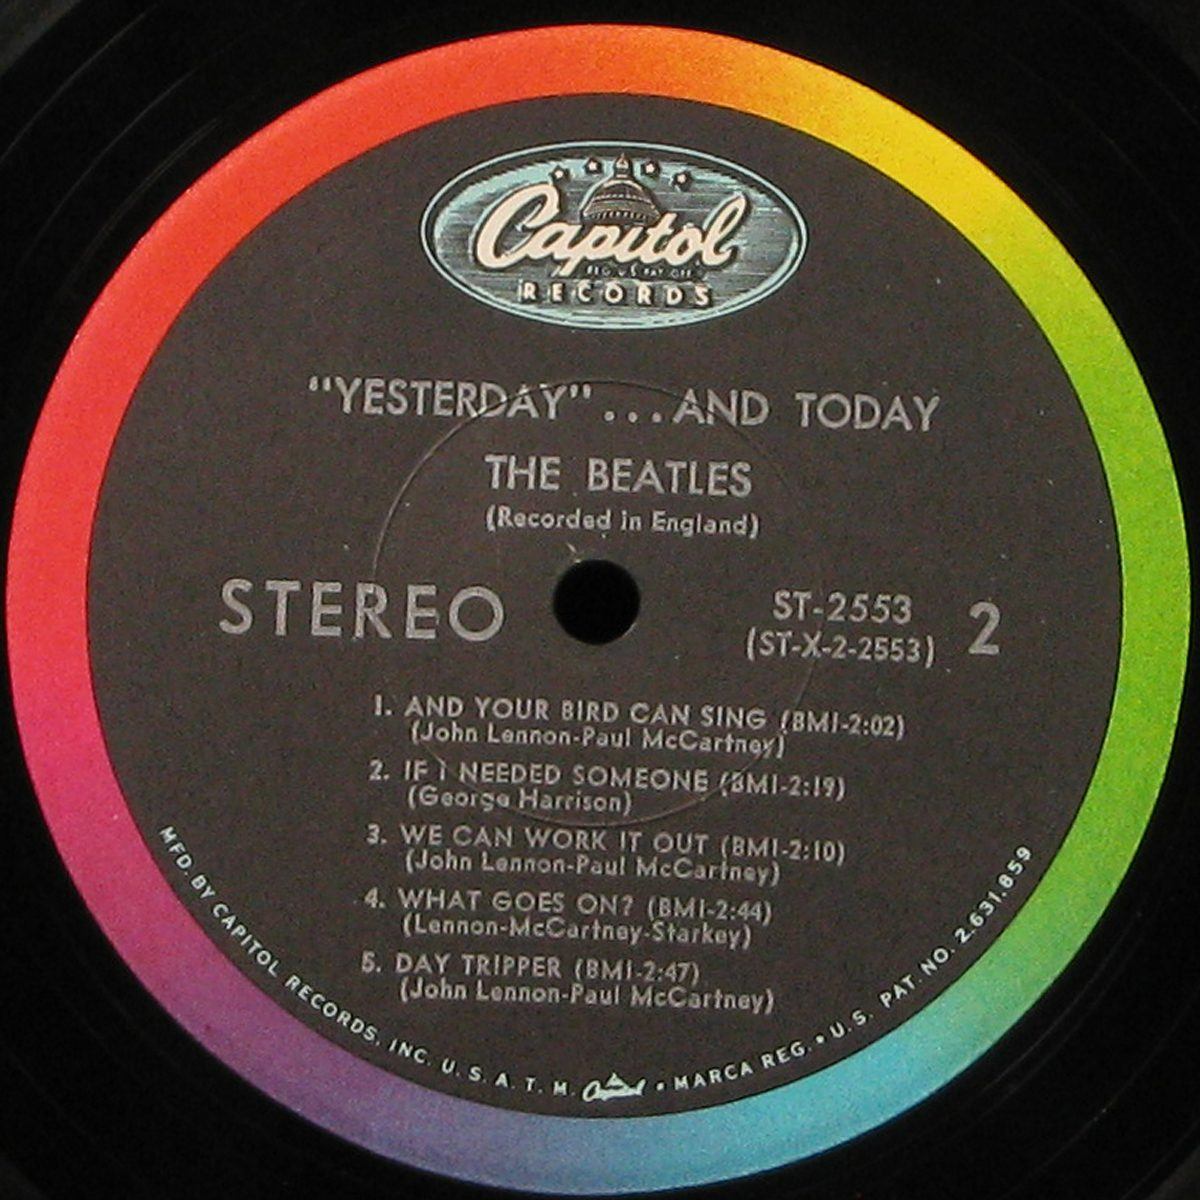 Capitol
REG. U.S. PAT. OFF.
RECORDS
"YESTERDAY"...AND TODAY
THE BEATLES
(Recorded in England)
STEREO
ST-2553
(ST-X-2-2553)
2
1. AND YOUR BIRD CAN SING (BMI-2:02)
(John Lennon-Paul McCartney)
2. IF I NEEDED SOMEONE (BMI-2:19)
(George Harrison)
3. WE CAN WORK IT OUT (BMI-2:10)
(John Lennon-Paul McCartney)
4. WHAT GOES ON? (BMI-2:44)
(Lennon-McCartney-Starkey)
5. DAY TRIPPER (BMI-2:47)
(John Lennon-Paul McCartney)
MFD. BY CAPITOL RECORDS, INC. U.S.A. T.M. Capitol • MARCA REG. • U.S. PAT. NO. 2.631.859